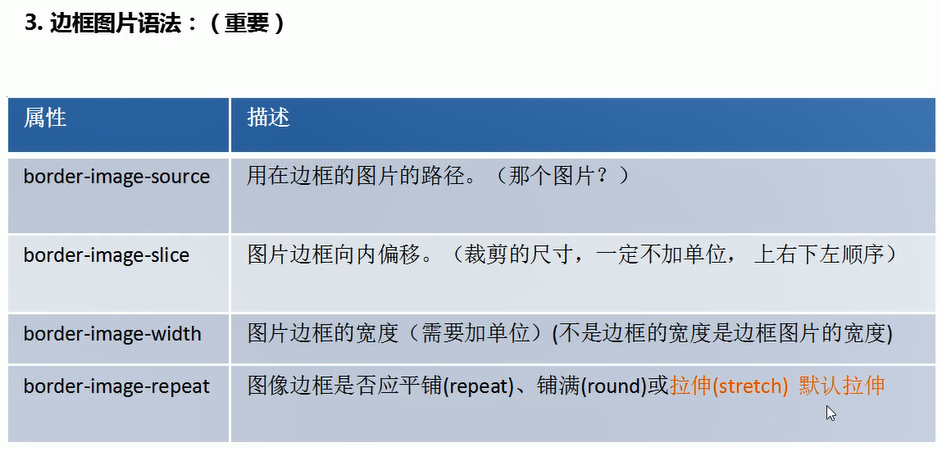 3. 边框图片语法：（重要）
属性 描述
border-image-source 用在边框的图片的路径。（那个图片？）
border-image-slice 图片边框向内偏移。（裁剪的尺寸，一定不加单位， 上右下左顺序）
border-image-width 图片边框的宽度（需要加单位）(不是边框的宽度是边框图片的宽度)
border-image-repeat 图像边框是否应平铺(repeat)、铺满(round)或拉伸(stretch) 默认拉伸